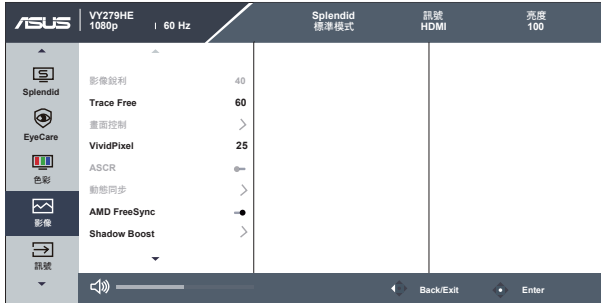 ASUS
VY279HE
1080p
60 Hz
Splendid
標準模式
訊號
HDMI
亮度
100
Splendid
EyeCare
色彩
影像
訊號
影像銳利 40
Trace Free 60
畫面控制
VividPixel 25
ASCR
動態同步
AMD FreeSync
Shadow Boost
Back/Exit
Enter